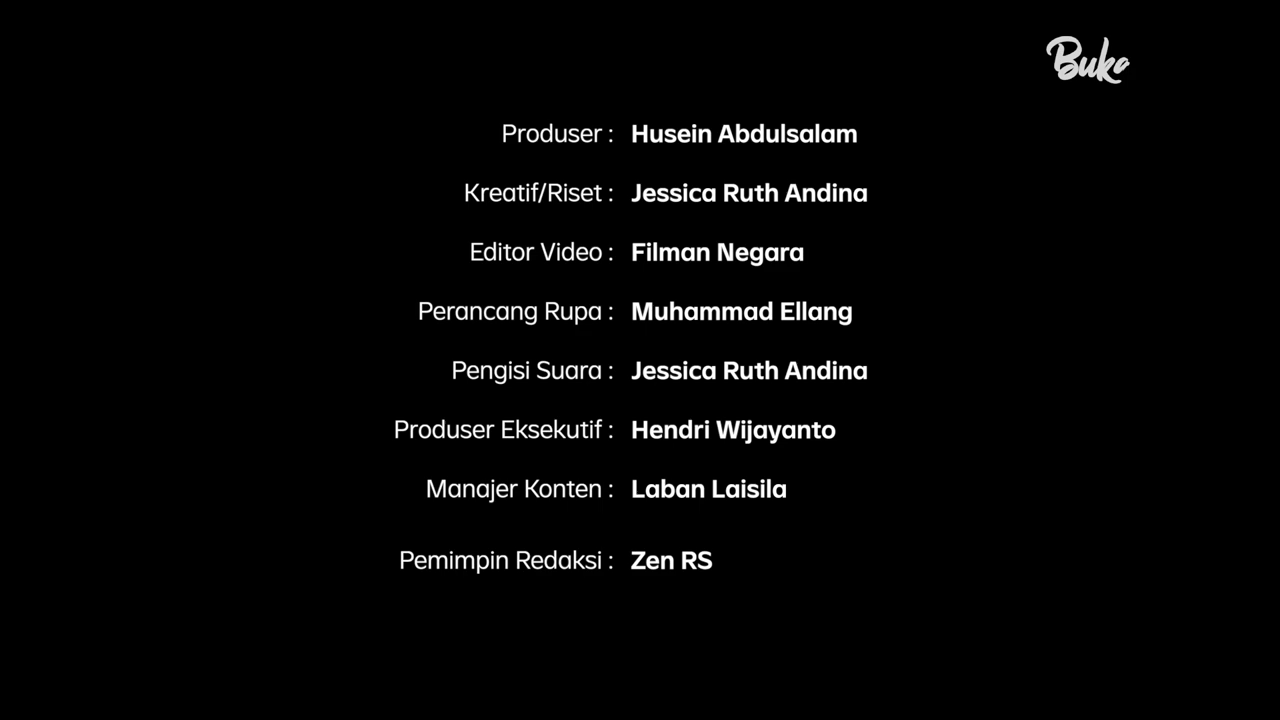 Buka
Produser : Husein Abdulsalam
Kreatif/Riset : Jessica Ruth Andina
Editor Video : Filman Negara
Perancang Rupa : Muhammad Ellang
Pengisi Suara : Jessica Ruth Andina
Produser Eksekutif : Hendri Wijayanto
Manajer Konten : Laban Laisila
Pemimpin Redaksi : Zen RS